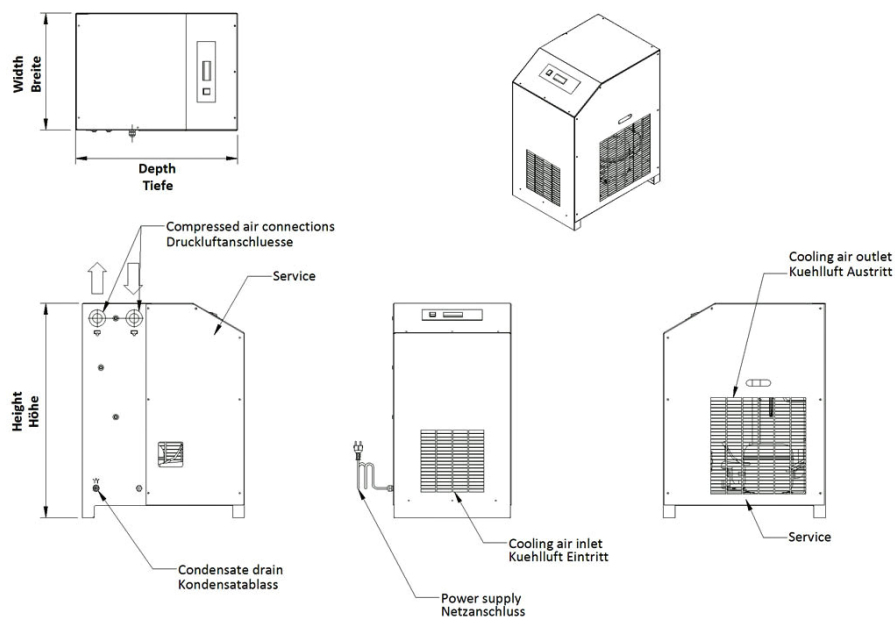 Width
Breite
Depth
Tiefe
Compressed air connections
Druckluftanschluesse
Service
Cooling air outlet
Kuehlluft Austritt
Height
Höhe
Condensate drain
Kondensatablass
Cooling air inlet
Kuehlluft Eintritt
Power supply
Netzanschluss
Service